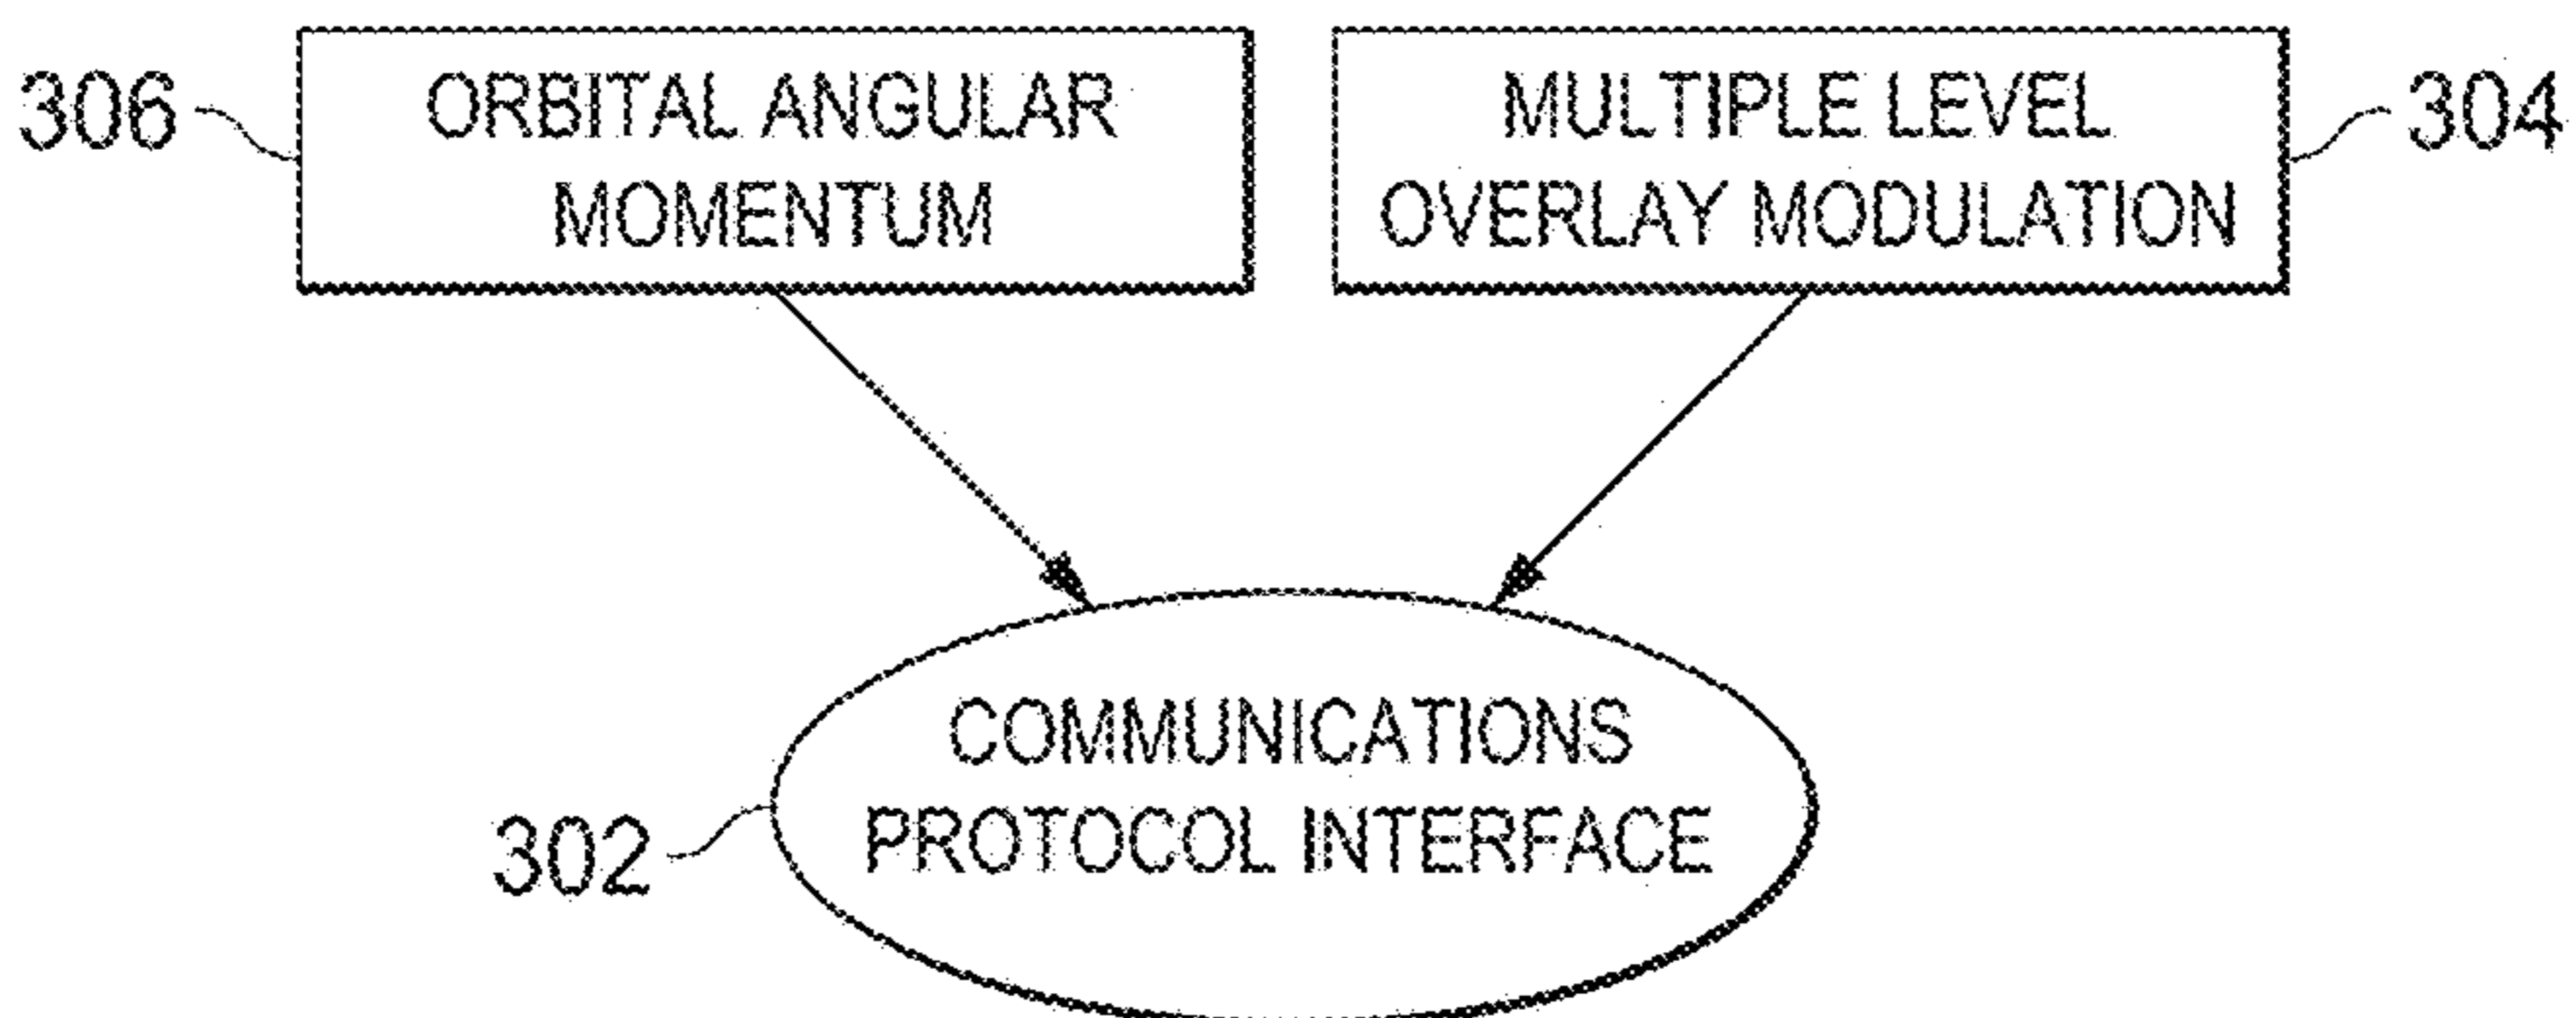 306
ORBITAL ANGULAR
MOMENTUM
MULTIPLE LEVEL
OVERLAY MODULATION
304
COMMUNICATIONS
PROTOCOL INTERFACE
302